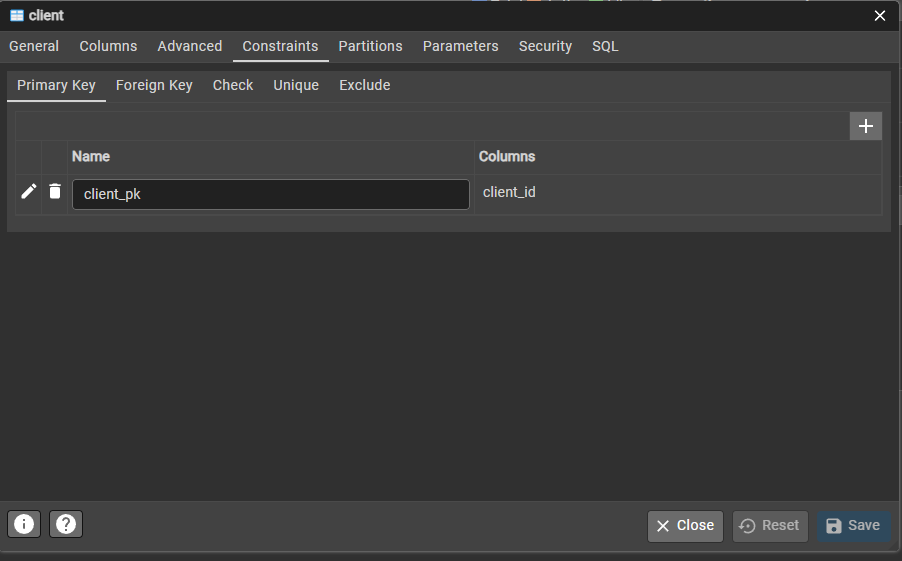 client
General Columns Advanced Constraints Partitions Parameters Security SQL
Primary Key Foreign Key Check Unique Exclude
Name Columns
client_pk client_id
Close Reset Save